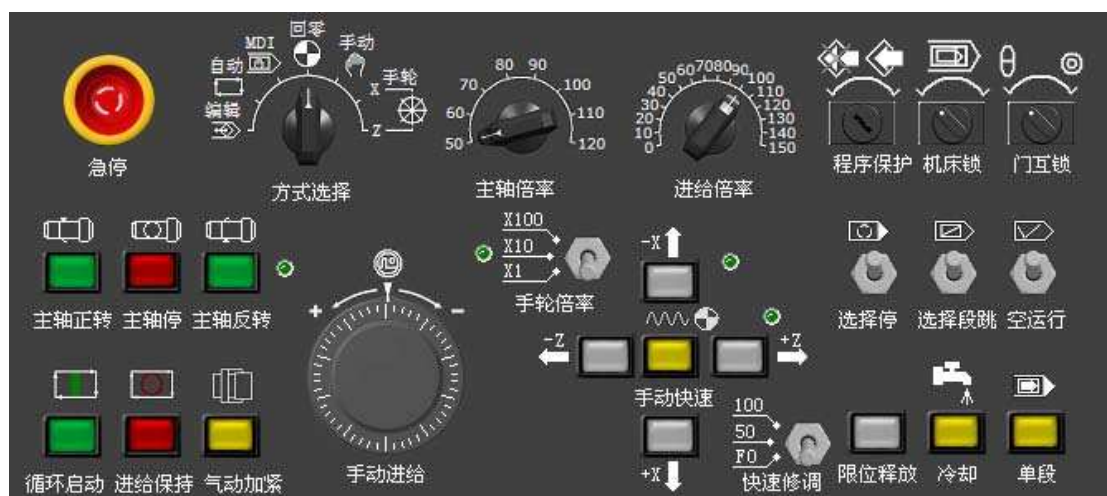 回零
MDI
手动
自动
X 手轮
编辑
Z
急停
方式选择
50 60 70 80 90 100 110 120
主轴倍率
0 10 20 30 40 50 60 70 80 90 100 110 120 130 140 150
进给倍率
程序保护 机床锁 门互锁
主轴正转 主轴停 主轴反转
+ -
手动进给
X100
X10
X1
手轮倍率
-X
-Z
+Z
手动快速
+X
100
50
F0
快速修调
选择停 选择段跳 空运行
循环启动 进给保持 气动加紧
限位释放 冷却 单段